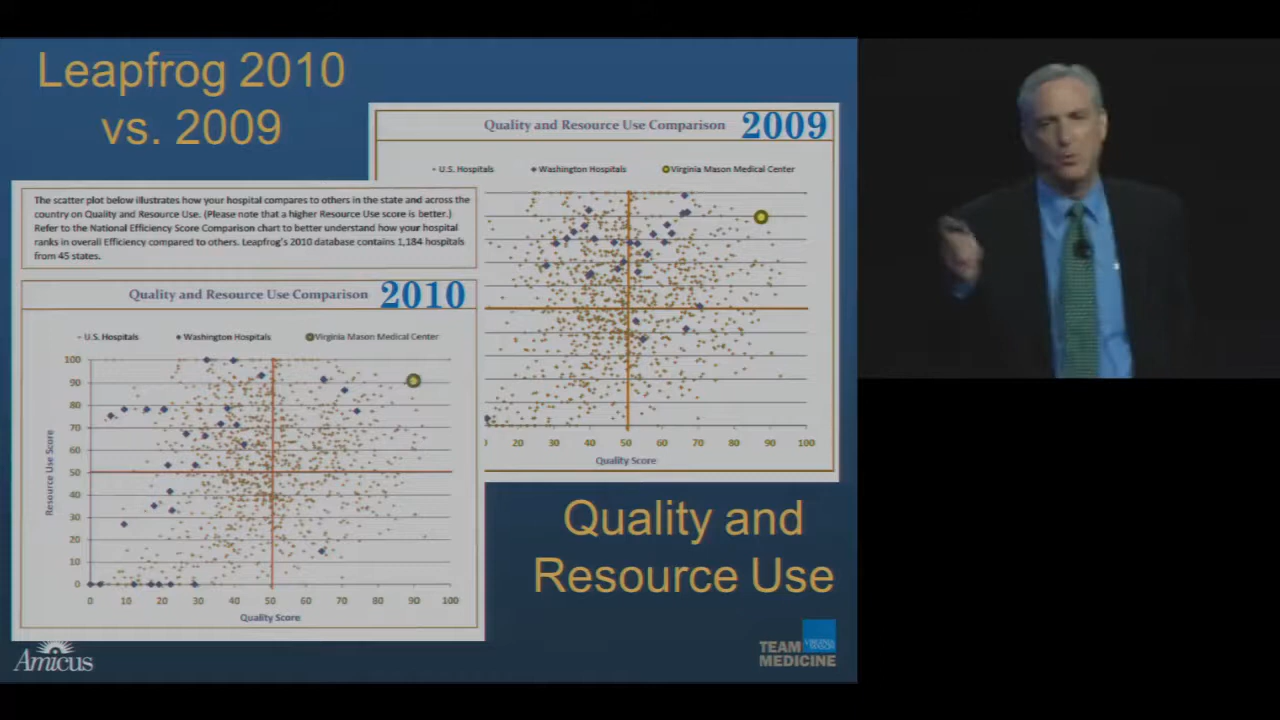 Leapfrog 2010
vs. 2009
Quality and Resource Use Comparison 2009
U.S. Hospitals Washington Hospitals Virginia Mason Medical Center
20 30 40 50 60 70 80 90 100
Quality Score
The scatter plot below illustrates how your hospital compares to others in the state and across the
country on Quality and Resource Use. (Please note that a higher Resource Use score is better.)
Refer to the National Efficiency Score Comparison chart to better understand how your hospital
ranks in overall Efficiency compared to others. Leapfrog's 2010 database contains 1,184 hospitals
from 45 states.
Quality and Resource Use Comparison 2010
U.S. Hospitals Washington Hospitals Virginia Mason Medical Center
100
90
80
70
60
50
40
30
20
10
0
Resource Use Score
0 10 20 30 40 50 60 70 80 90 100
Quality Score
Quality and
Resource Use
Amicus
VIRGINIA
MASON
TEAM
MEDICINE